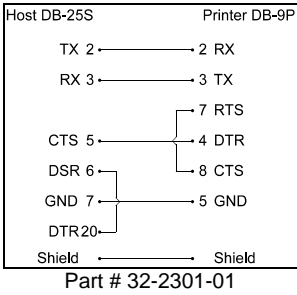 Host DB-25S Printer DB-9P
TX 2 2 RX
RX 3 3 TX
7 RTS
CTS 5 4 DTR
DSR 6 8 CTS
GND 7 5 GND
DTR20
Shield Shield
Part # 32-2301-01